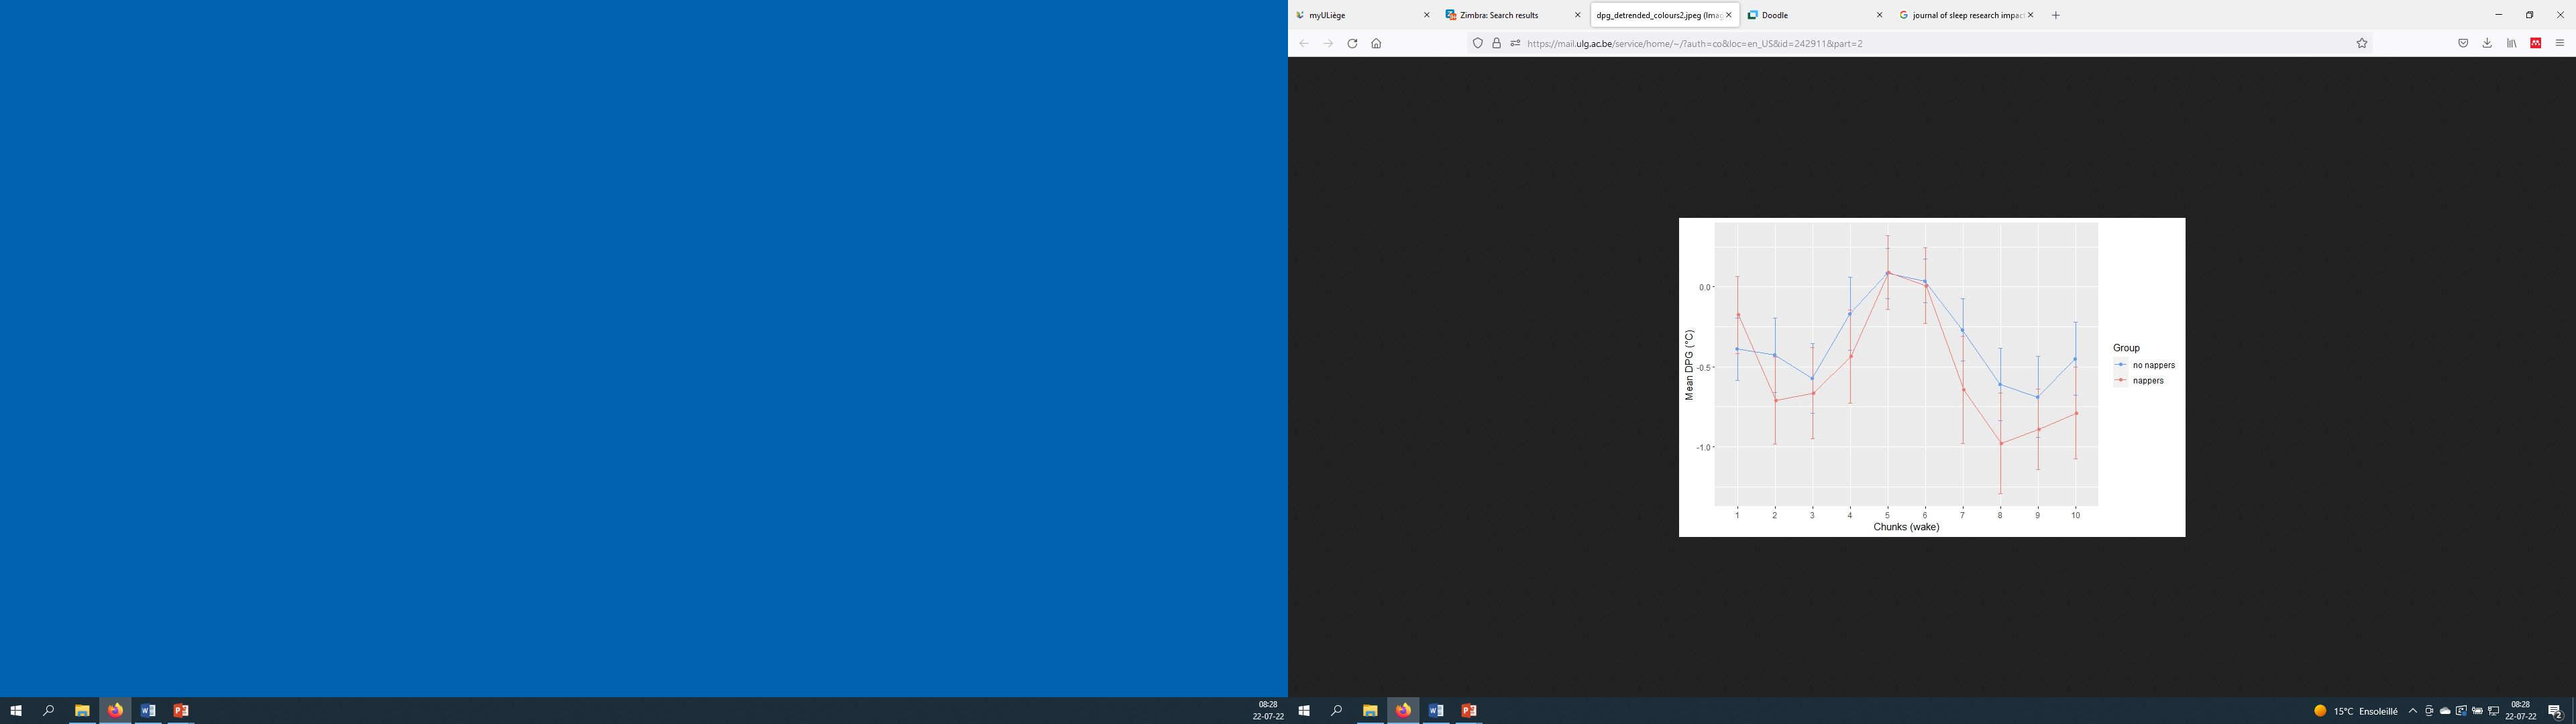 myULiège
Zimbra: Search results
dpg_detrended_colours2.jpeg (Imag
Doodle
journal of sleep research impact
https://mail.ulg.ac.be/service/home/~/?auth=co&loc=en_US&id=242911&part=2
0.0
-0.5
-1.0
Mean DPG (°C)
1 2 3 4 5 6 7 8 9 10
Chunks (wake)
Group
no nappers
nappers
08:28
22-07-22
15°C Ensoleillé
08:28
22-07-22
2